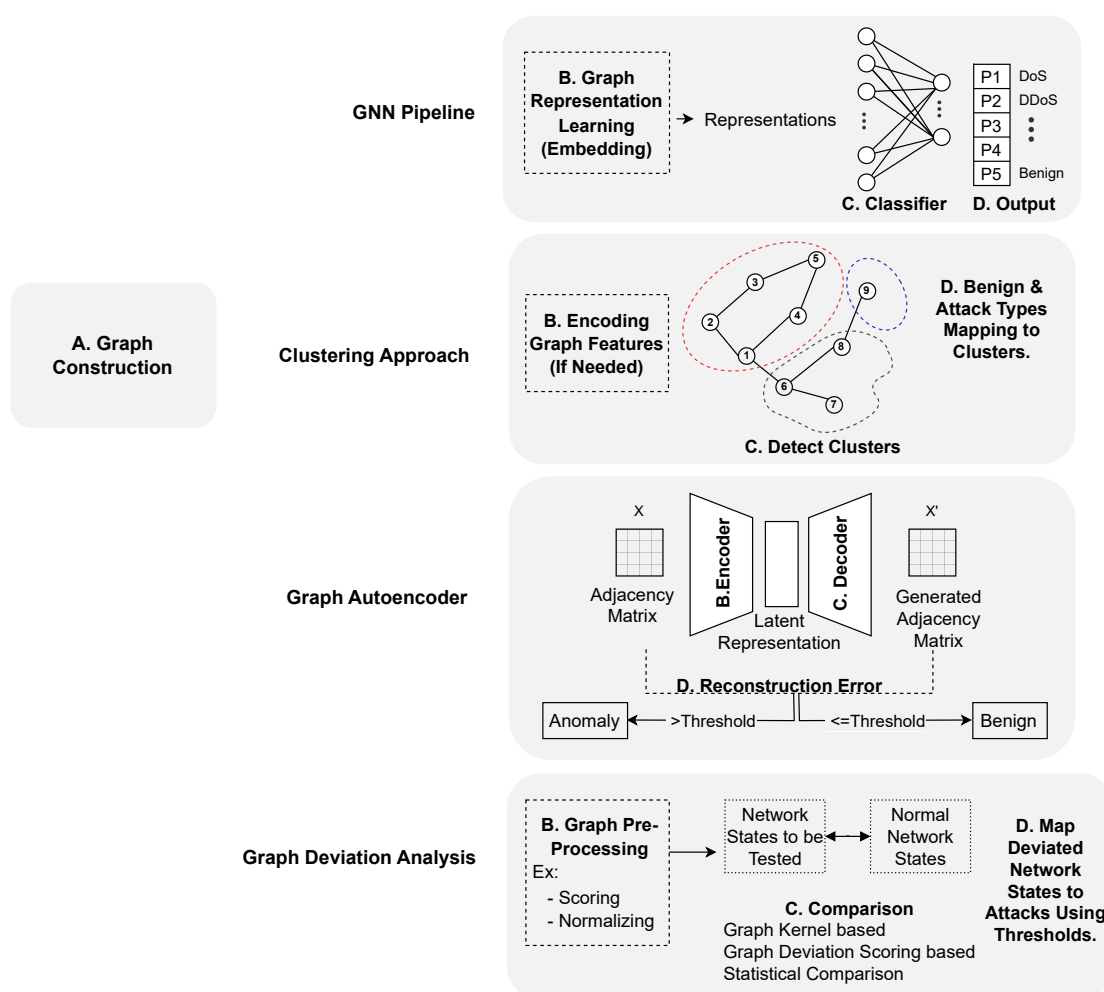 A. Graph
Construction
GNN Pipeline
B. Graph
Representation
Learning
(Embedding)
Representations
C. Classifier
P1
DoS
P2
DDoS
P3
P4
P5
Benign
D. Output
Clustering Approach
B. Encoding
Graph Features
(If Needed)
1
2
3
4
5
6
7
8
9
C. Detect Clusters
D. Benign &
Attack Types
Mapping to
Clusters.
Graph Autoencoder
X
Adjacency
Matrix
B.Encoder
Latent
Representation
C. Decoder
X'
Generated
Adjacency
Matrix
D. Reconstruction Error
Anomaly
>Threshold
<=Threshold
Benign
Graph Deviation Analysis
B. Graph Pre-
Processing
Ex:
- Scoring
- Normalizing
Network
States to be
Tested
Normal
Network
States
C. Comparison
Graph Kernel based
Graph Deviation Scoring based
Statistical Comparison
D. Map
Deviated
Network
States to
Attacks Using
Thresholds.